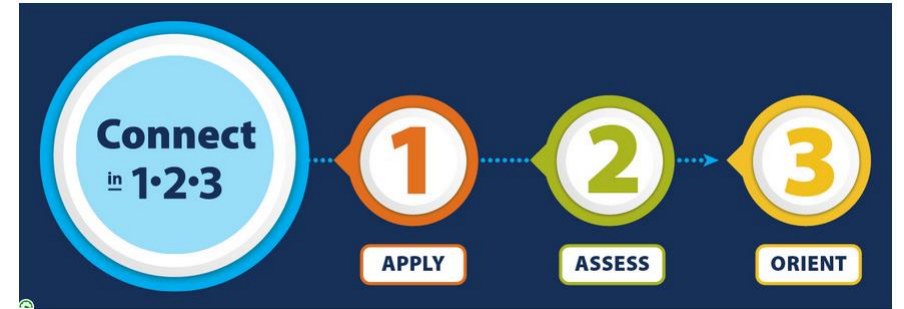 Connect
in 1•2•3
1
2
3
APPLY
ASSESS
ORIENT